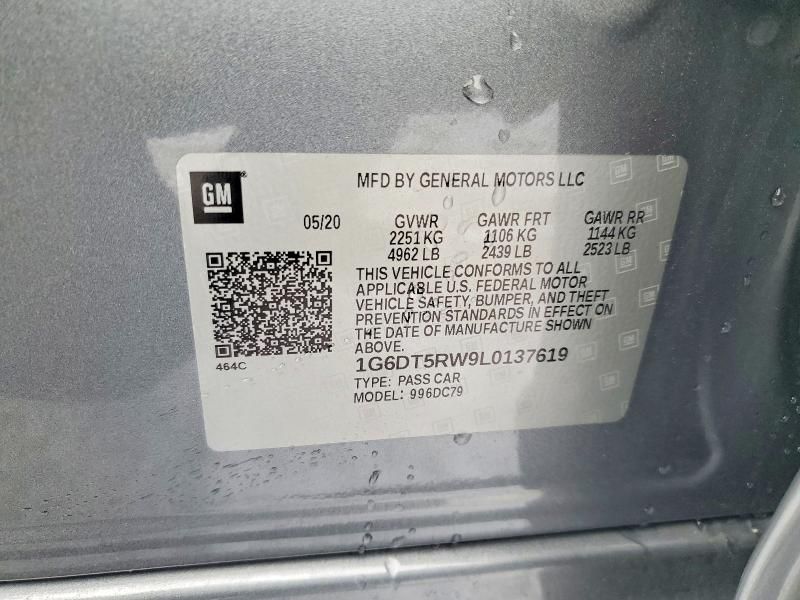 GM
MFD BY GENERAL MOTORS LLC
05/20 GVWR GAWR FRT GAWR RR
2251 KG 1106 KG 1144 KG
4962 LB 2439 LB 2523 LB
THIS VEHICLE CONFORMS TO ALL
APPLICABLE U.S. FEDERAL MOTOR
VEHICLE SAFETY, BUMPER, AND THEFT
PREVENTION STANDARDS IN EFFECT ON
THE DATE OF MANUFACTURE SHOWN
ABOVE.
464C
1G6DT5RW9L0137619
TYPE: PASS CAR
MODEL: 996DC79